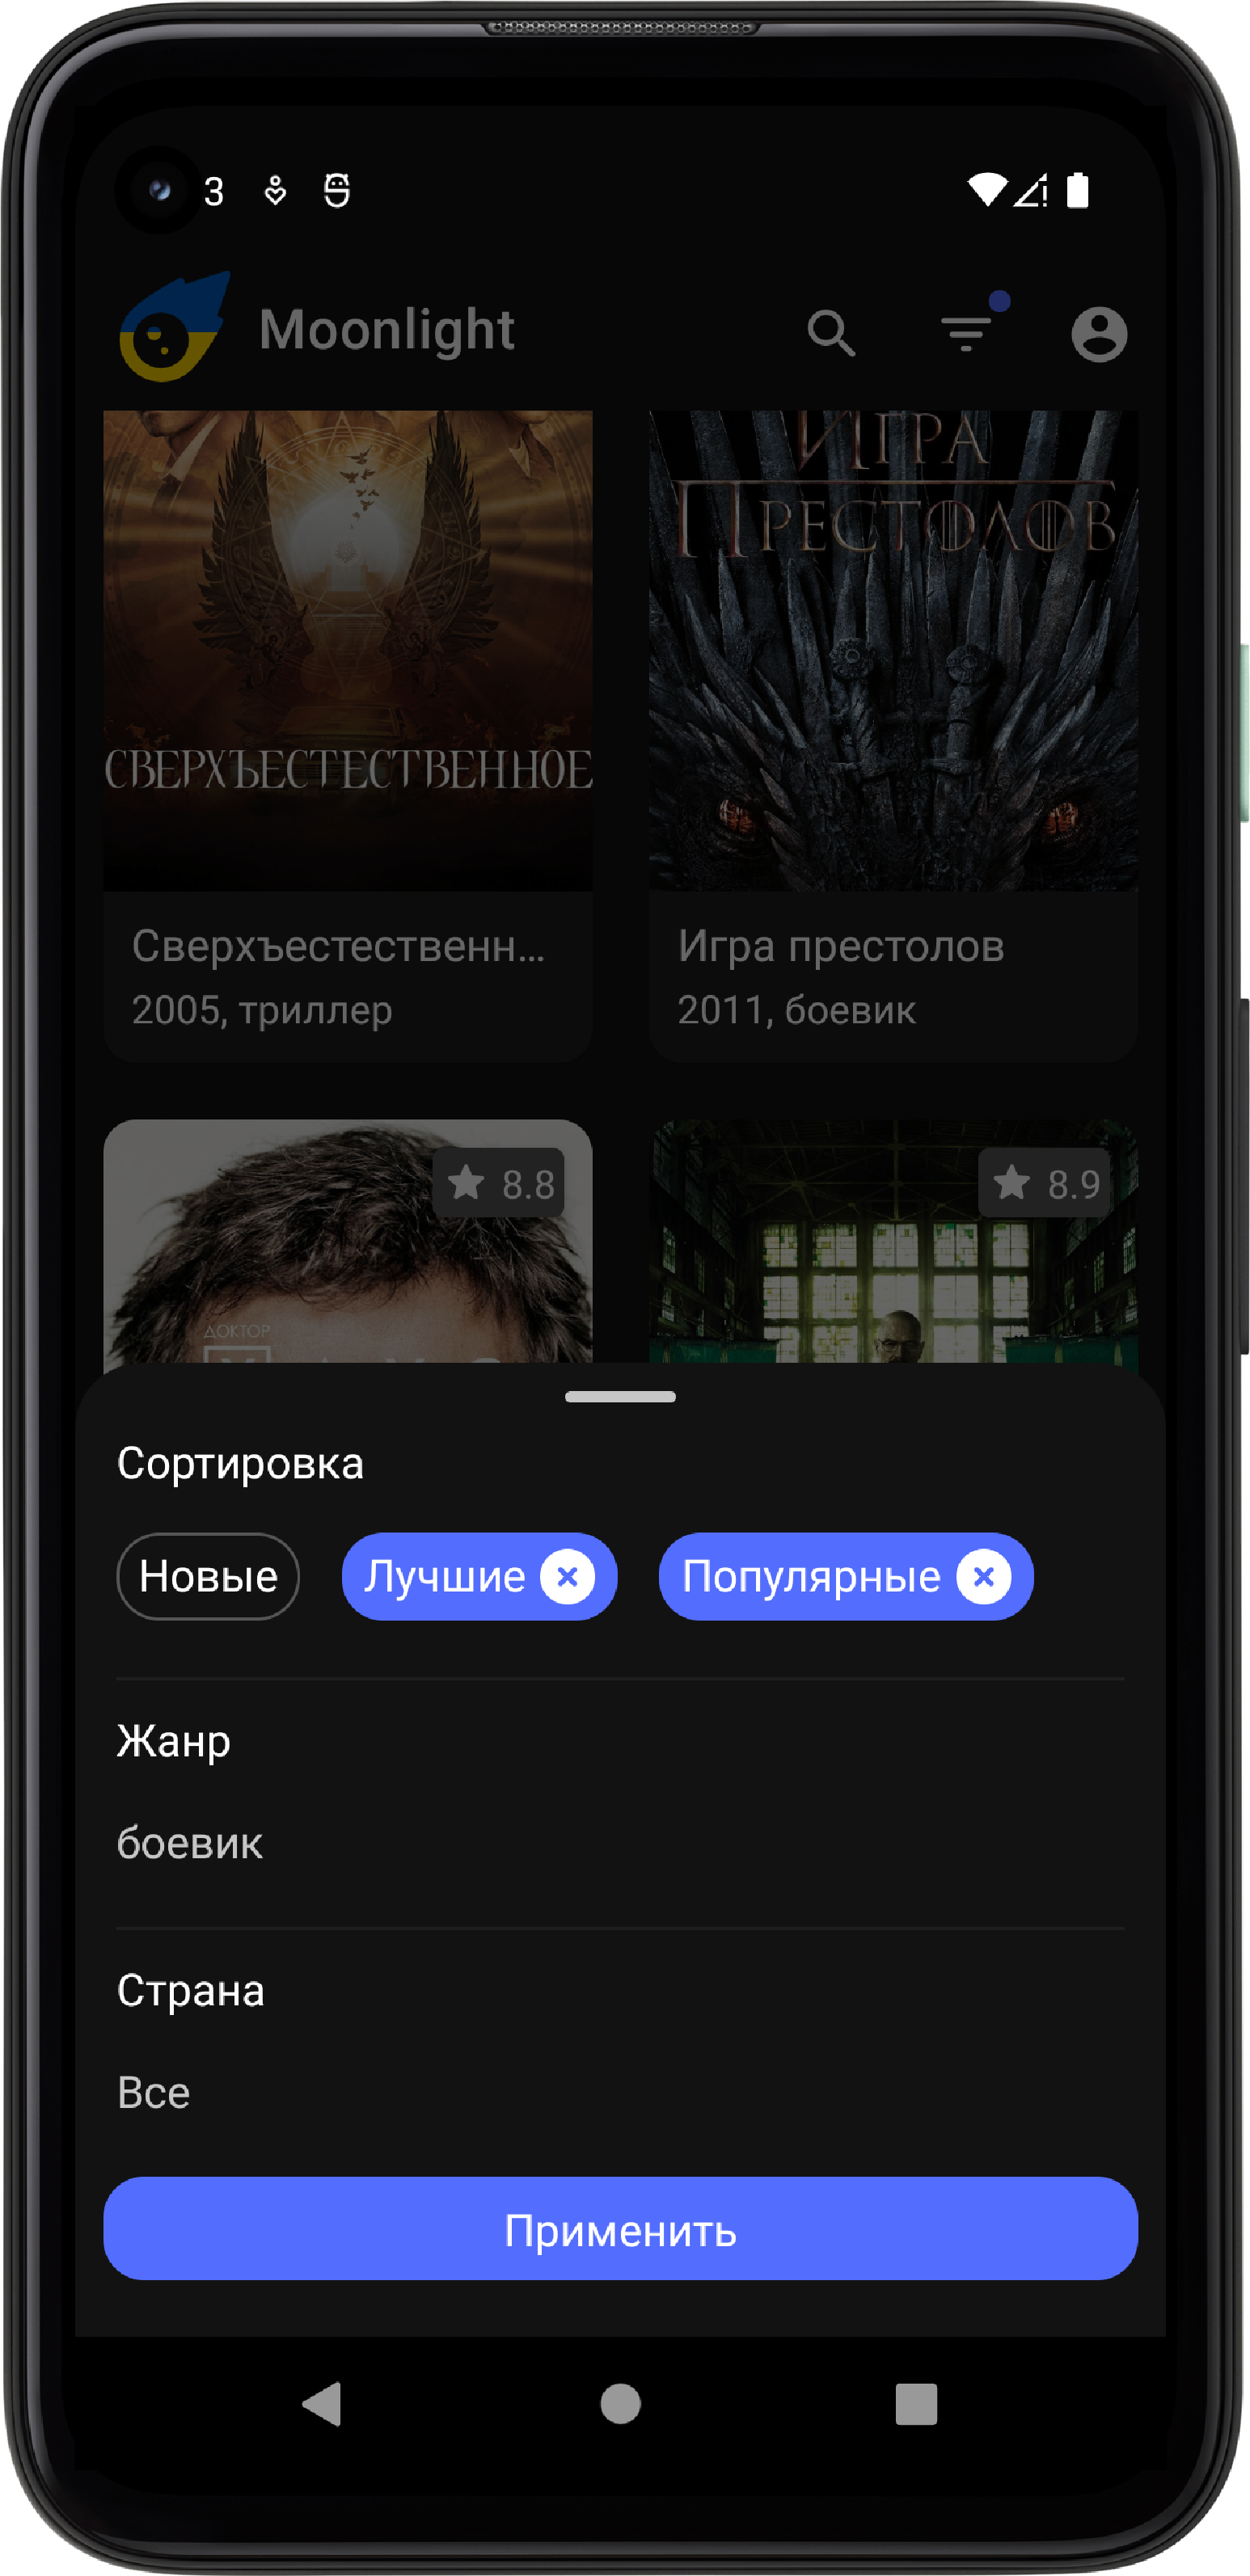 3
Moonlight
ИГРА
ПРЕСТОЛОВ
СВЕРХЪЕСТЕСТВЕННОЕ
Сверхъестественн...
2005, триллер
Игра престолов
2011, боевик
8.8
8.9
ДОКТОР
Сортировка
Новые
Лучшие
Популярные
Жанр
боевик
Страна
Все
Применить